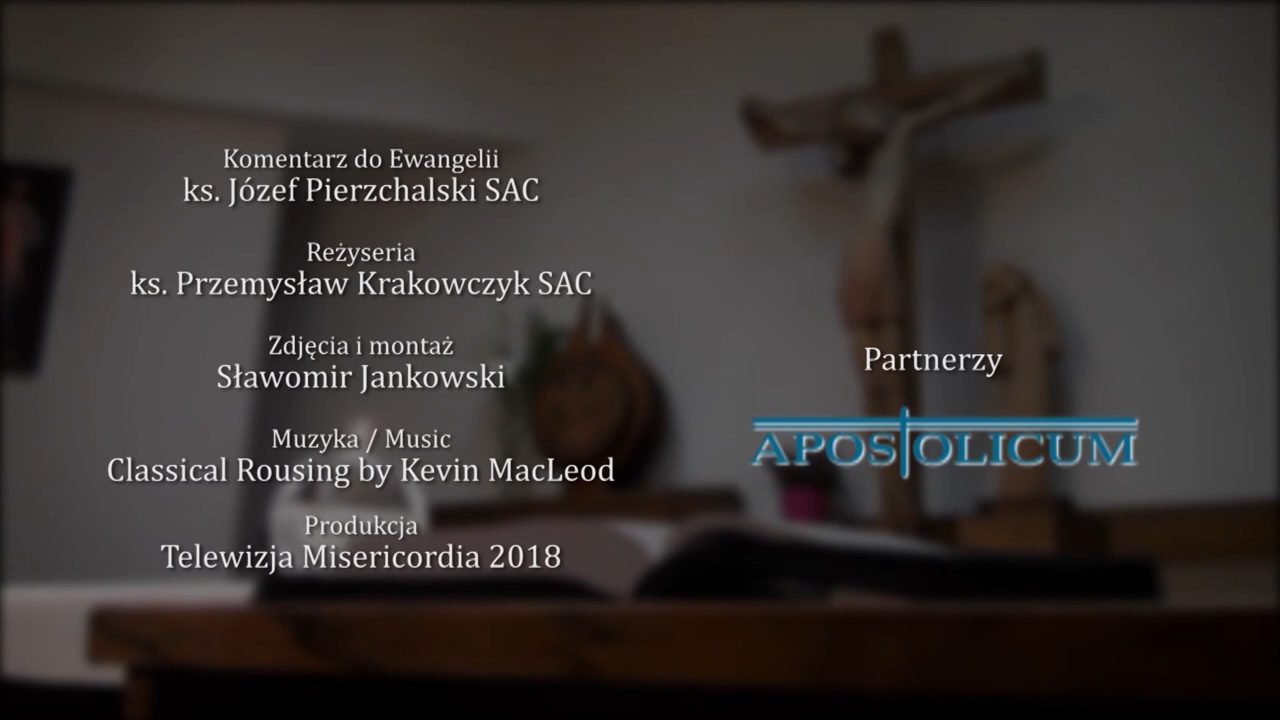 Komentarz do Ewangelii
ks. Józef Pierzchalski SAC
Reżyseria
ks. Przemysław Krakowczyk SAC
Zdjęcia i montaż
Sławomir Jankowski
Muzyka / Music
Classical Rousing by Kevin MacLeod
Produkcja
Telewizja Misericordia 2018
Partnerzy
APOSTOLICUM